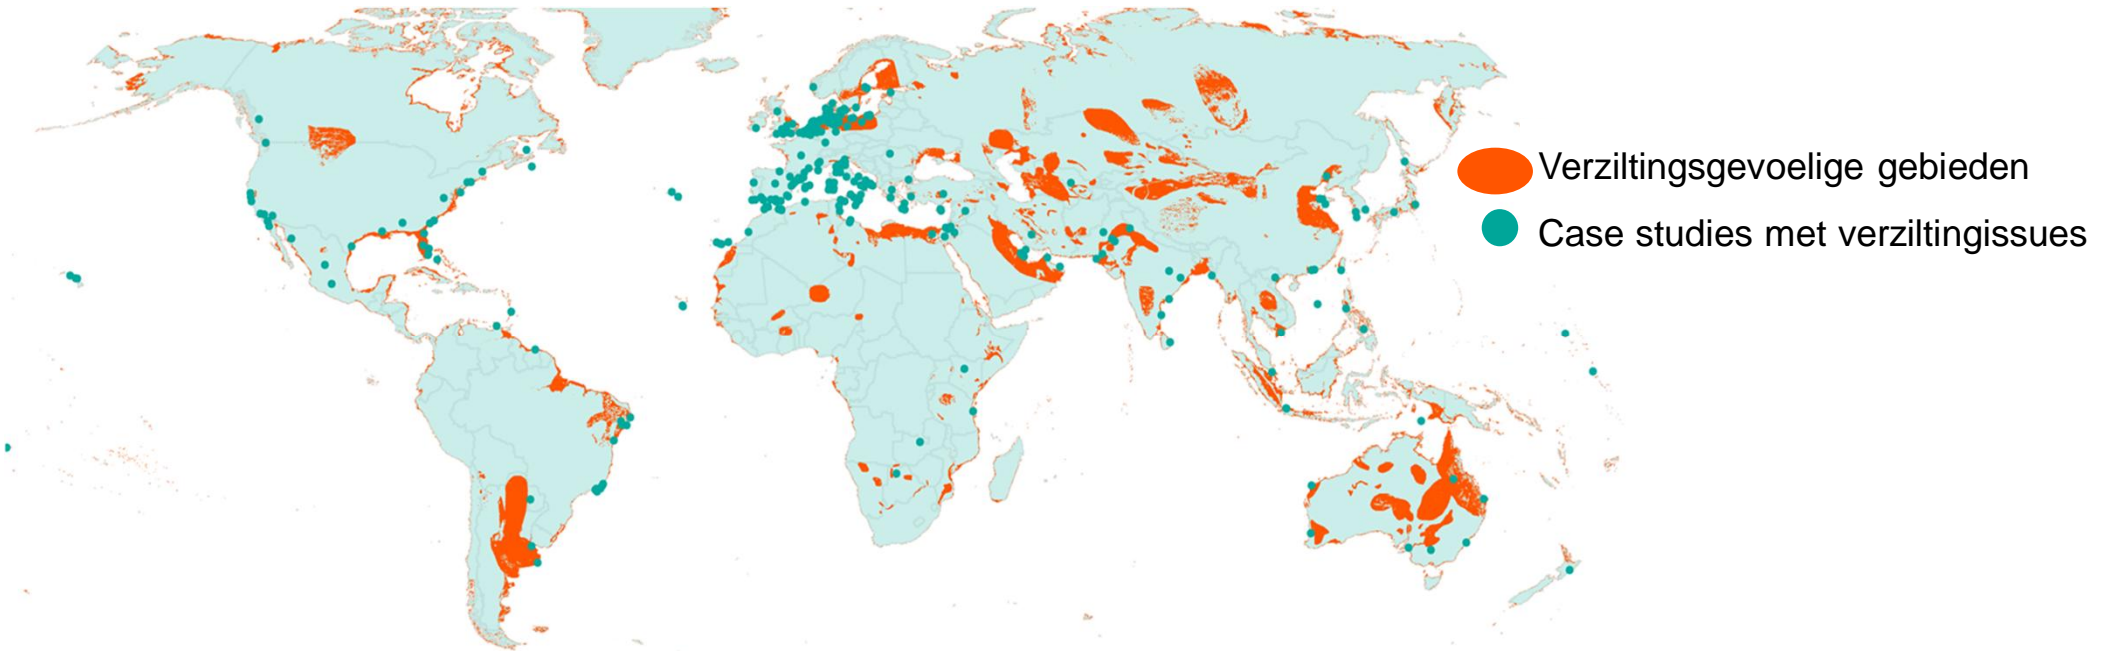 Verziltingsgevoelige gebieden
Case studies met verziltingissues